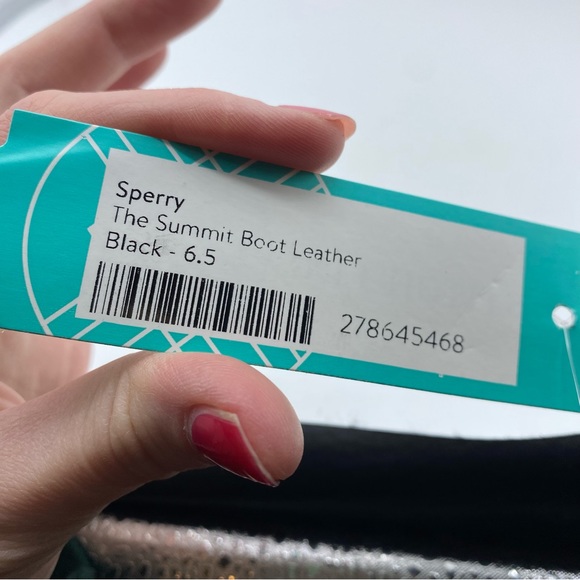 Sperry
The Summit Boot Leather
Black - 6.5
278645468